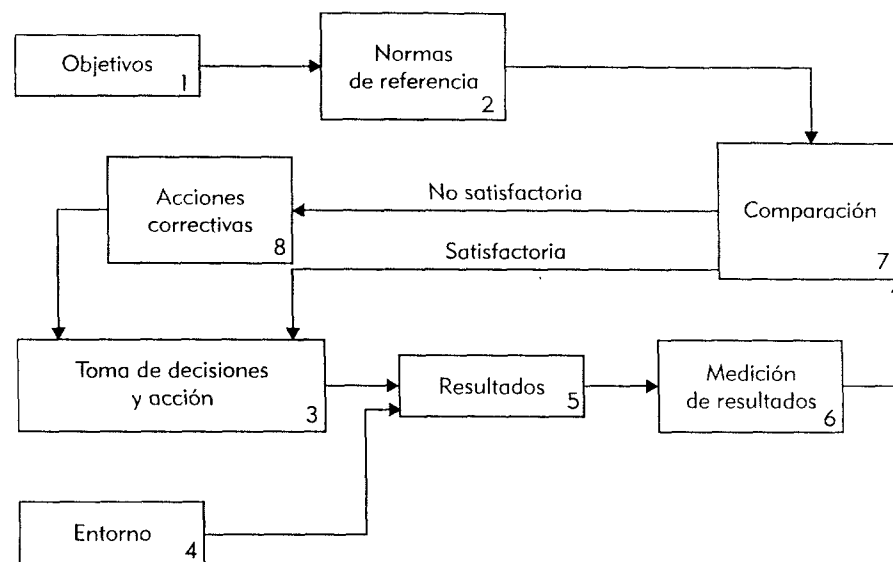 Objetivos
1
Normas
de referencia
2
Acciones
correctivas
8
No satisfactoria
Satisfactoria
Comparación
7
Toma de decisiones
y acción
3
Resultados
5
Medición
de resultados
6
Entorno
4